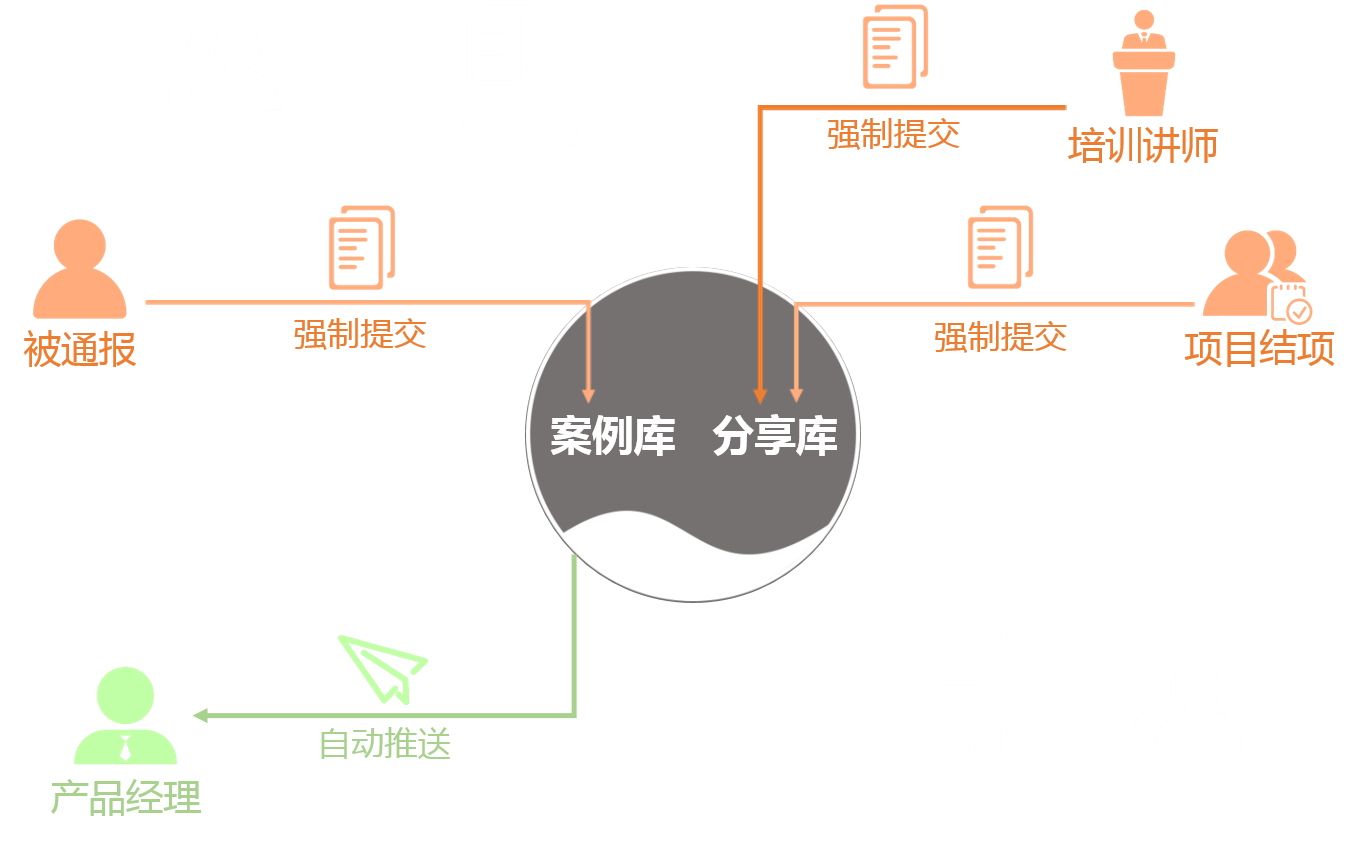 强制提交
培训讲师
强制提交
被通报
强制提交
项目结项
案例库 分享库
自动推送
产品经理